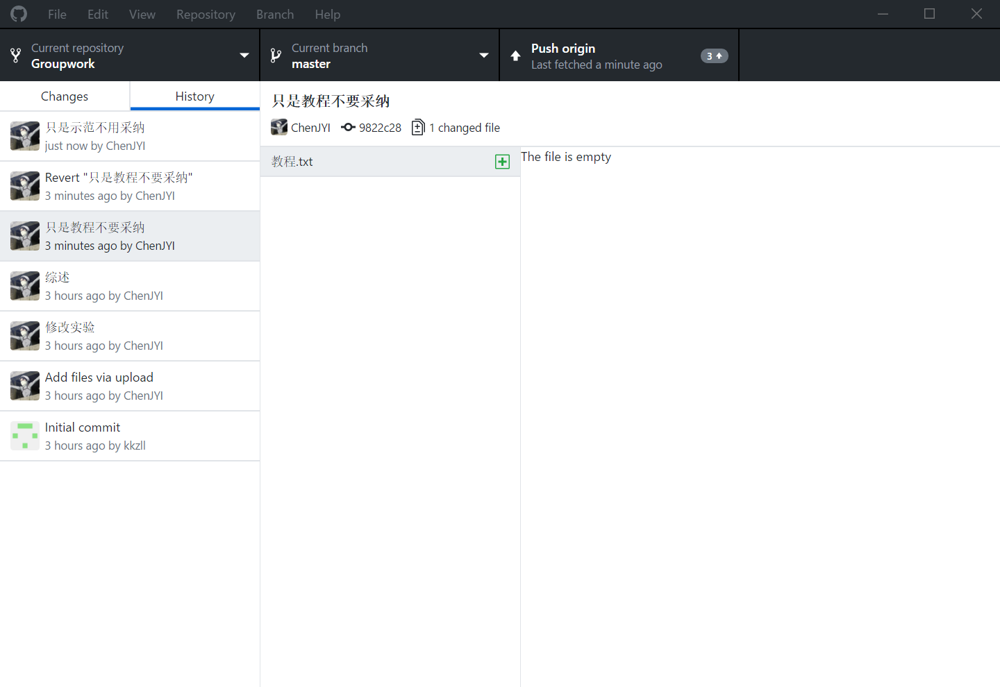 File Edit View Repository Branch Help
Current repository
Groupwork
Current branch
master
Push origin
Last fetched a minute ago
3
Changes
History
只是示范不用采纳
just now by ChenJYI
Revert "只是教程不要采纳"
3 minutes ago by ChenJYI
只是教程不要采纳
3 minutes ago by ChenJYI
综述
3 hours ago by ChenJYI
修改实验
3 hours ago by ChenJYI
Add files via upload
3 hours ago by ChenJYI
Initial commit
3 hours ago by kkzll
只是教程不要采纳
ChenJYI 9822c28 1 changed file
教程.txt
The file is empty